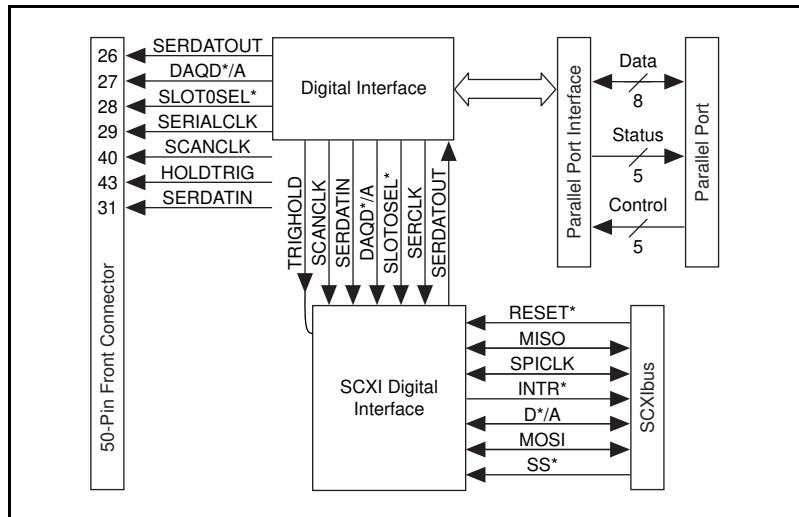 26
SERDATOUT
27
DAQD*/A
28
SLOT0SEL*
29
SERIALCLK
40
SCANCLK
43
HOLDTRIG
31
SERDATIN
50-Pin Front Connector
Digital Interface
TRIGHOLD
SCANCLK
SERDATIN
DAQD*/A
SLOTOSEL*
SERCLK
SERDATOUT
Parallel Port Interface
Data
8
Status
5
Control
5
Parallel Port
SCXI Digital
Interface
RESET*
MISO
SPICLK
INTR*
D*/A
MOSI
SS*
SCXIbus